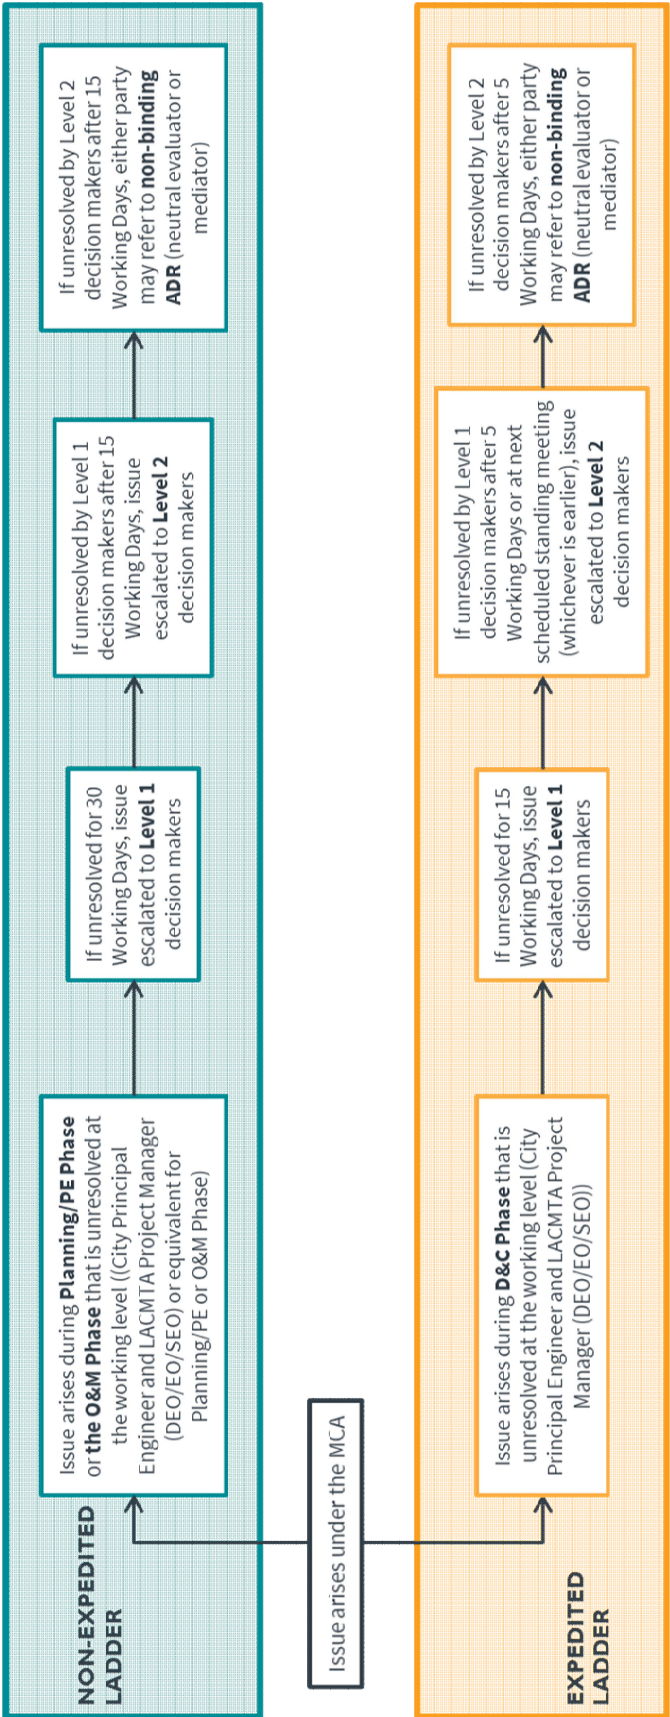 Issue arises under the MCA
NON-EXPEDITED
LADDER
Issue arises during Planning/PE Phase
or the O&M Phase that is unresolved at
the working level ((City Principal
Engineer and LACMTA Project Manager
(DEO/EO/SEO) or equivalent for
Planning/PE or O&M Phase)
If unresolved for 30
Working Days, issue
escalated to Level 1
decision makers
If unresolved by Level 1
decision makers after 15
Working Days, issue
escalated to Level 2
decision makers
If unresolved by Level 2
decision makers after 15
Working Days, either party
may refer to non-binding
ADR (neutral evaluator or
mediator)
EXPEDITED
LADDER
Issue arises during D&C Phase that is
unresolved at the working level (City
Principal Engineer and LACMTA Project
Manager (DEO/EO/SEO))
If unresolved for 15
Working Days, issue
escalated to Level 1
decision makers
If unresolved by Level 1
decision makers after 5
Working Days or at next
scheduled standing meeting
(whichever is earlier), issue
escalated to Level 2
decision makers
If unresolved by Level 2
decision makers after 5
Working Days, either party
may refer to non-binding
ADR (neutral evaluator or
mediator)